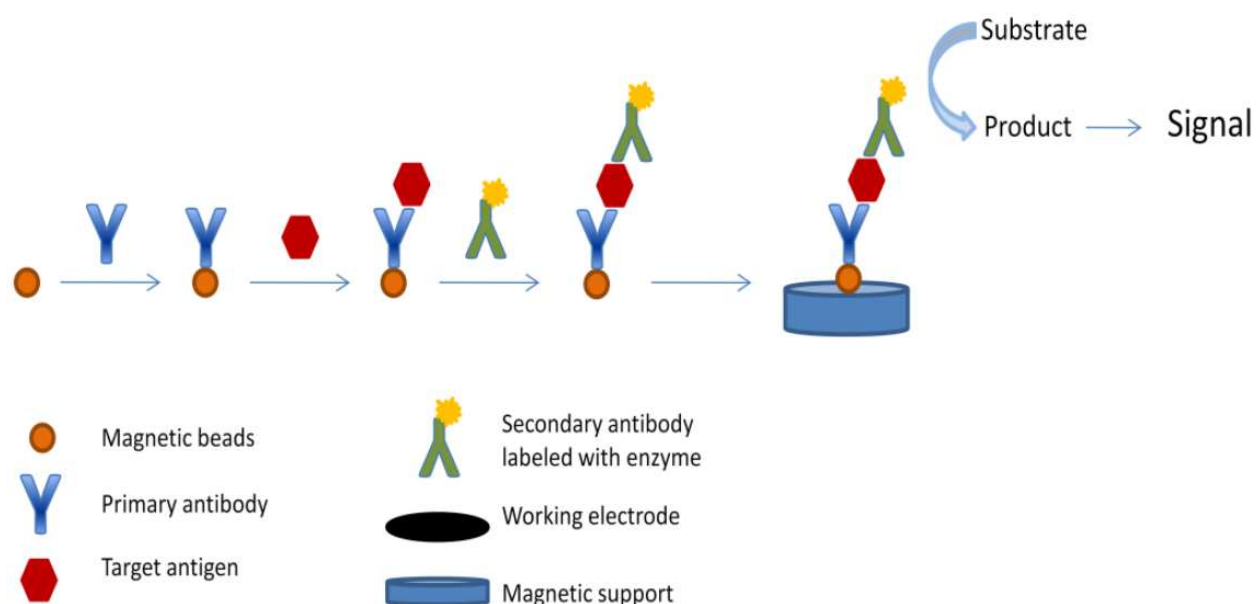 Substrate
Product
Signal
Magnetic beads
Primary antibody
Target antigen
Secondary antibody
labeled with enzyme
Working electrode
Magnetic support